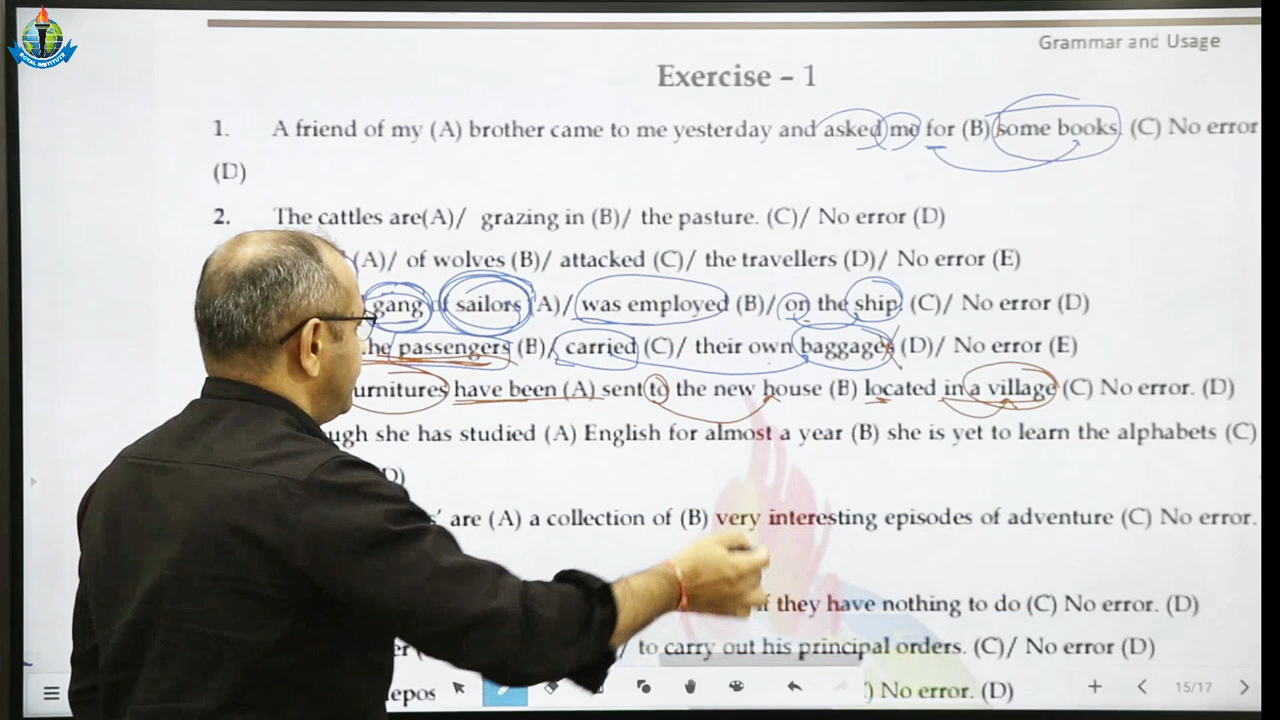 ROYAL INSTITUTE
Grammar and Usage
Exercise – 1
1. A friend of my (A) brother came to me yesterday and asked me for (B) some books. (C) No error
(D)
2. The cattles are(A)/ grazing in (B)/ the pasture. (C)/ No error (D)
(A)/ of wolves (B)/ attacked (C)/ the travellers (D)/ No error (E)
gang of sailors (A)/ was employed (B)/ on the ship. (C)/ No error (D)
he passengers (B)/ carried (C)/ their own baggages (D)/ No error (E)
urnitures have been (A) sent to the new house (B) located in a village (C) No error. (D)
ugh she has studied (A) English for almost a year (B) she is yet to learn the alphabets (C)
D)
s' are (A) a collection of (B) very interesting episodes of adventure (C) No error.
if they have nothing to do (C) No error. (D)
/ to carry out his principal orders. (C)/ No error (D)
) No error. (D)
15/17